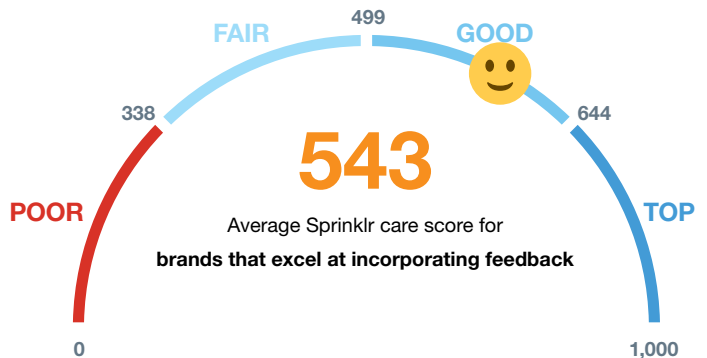 499
FAIR
GOOD
338
644
543
POOR
TOP
Average Sprinklr care score for
brands that excel at incorporating feedback
0
1,000